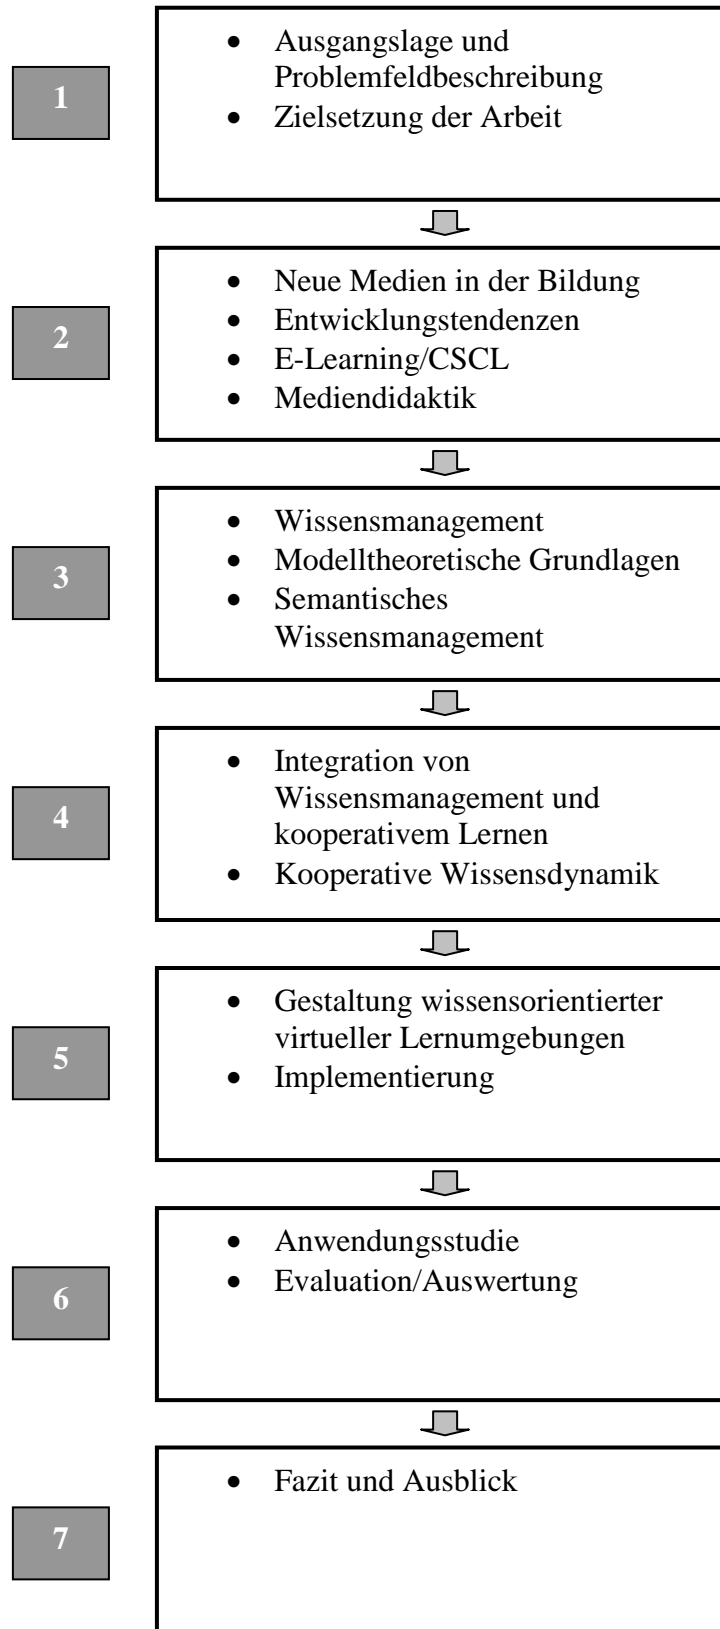 1
• Ausgangslage und
Problemfeldbeschreibung
• Zielsetzung der Arbeit
2
• Neue Medien in der Bildung
• Entwicklungstendenzen
• E-Learning/CSCL
• Mediendidaktik
3
• Wissensmanagement
• Modelltheoretische Grundlagen
• Semantisches
Wissensmanagement
4
• Integration von
Wissensmanagement und
kooperativem Lernen
• Kooperative Wissensdynamik
5
• Gestaltung wissensorientierter
virtueller Lernumgebungen
• Implementierung
6
• Anwendungsstudie
• Evaluation/Auswertung
7
• Fazit und Ausblick